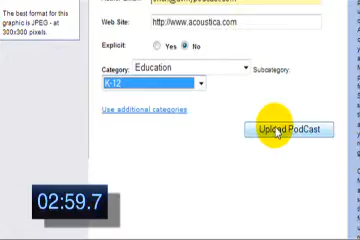 The best format for this
graphic is JPEG - at
300x300 pixels.
Web Site: http://www.acoustica.com
Explicit: Yes No
Category: Education Subcategory:
K-12
Use additional categories
Upload PodCast
02:59.7